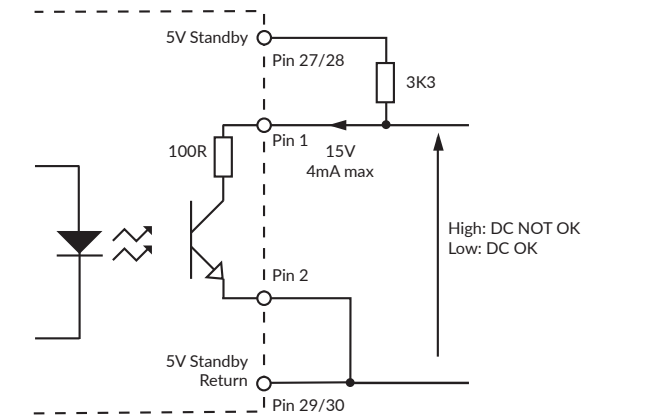 5V Standby
Pin 27/28
3K3
Pin 1
100R
15V
4mA max
High: DC NOT OK
Low: DC OK
Pin 2
5V Standby
Return
Pin 29/30